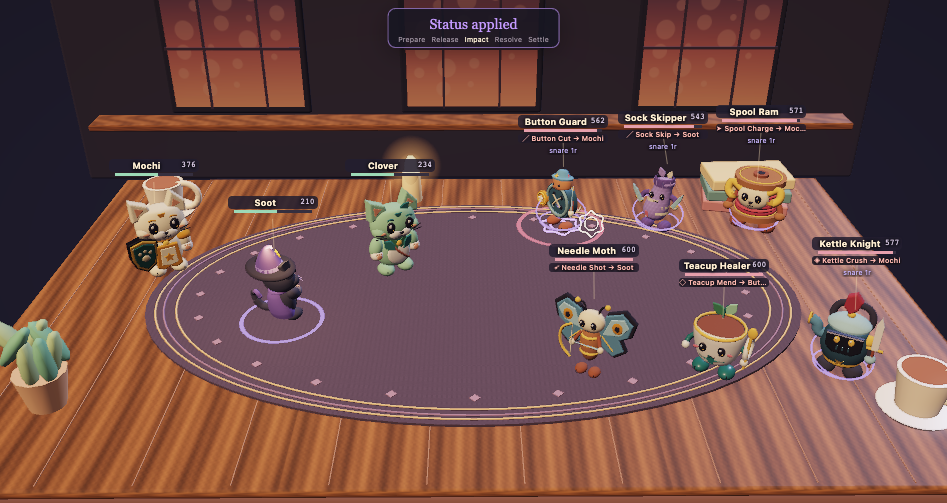 Status applied
Prepare Release Impact Resolve Settle
Mochi 376
Soot 210
Clover 234
Button Guard 562
Button Cut → Mochi
snare 1r
Sock Skipper 543
Sock Skip → Soot
snare 1r
Spool Ram 571
Spool Charge → Moc...
snare 1r
Needle Moth 600
Needle Shot → Soot
Teacup Healer 600
Teacup Mend → But...
Kettle Knight 577
Kettle Crush → Mochi
snare 1r